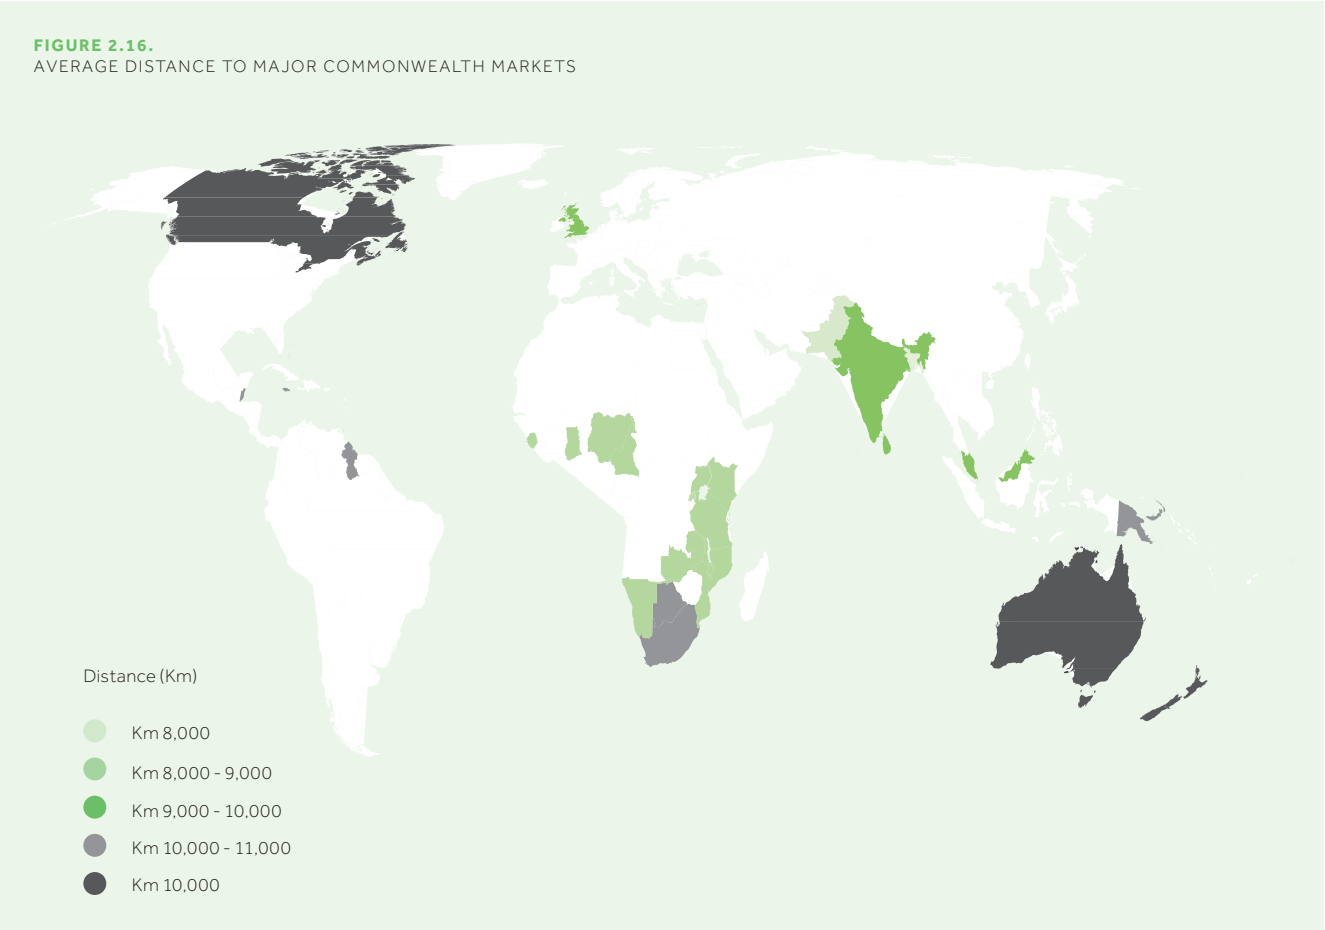 FIGURE 2.16.
AVERAGE DISTANCE TO MAJOR COMMONWEALTH MARKETS
Distance (Km)
Km 8,000
Km 8,000 - 9,000
Km 9,000 - 10,000
Km 10,000 - 11,000
Km 10,000